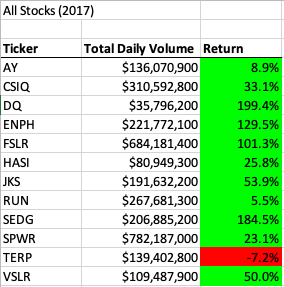 All Stocks (2017)
Ticker Total Daily Volume Return
AY $136,070,900 8.9%
CSIQ $310,592,800 33.1%
DQ $35,796,200 199.4%
ENPH $221,772,100 129.5%
FSLR $684,181,400 101.3%
HASI $80,949,300 25.8%
JKS $191,632,200 53.9%
RUN $267,681,300 5.5%
SEDG $206,885,200 184.5%
SPWR $782,187,000 23.1%
TERP $139,402,800 -7.2%
VSLR $109,487,900 50.0%